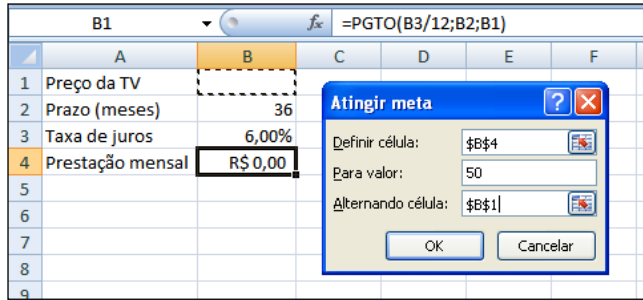 B1 fx =PGTO(B3/12;B2;B1)
A B C D E F
1 Preço da TV
2 Prazo (meses) 36
3 Taxa de juros 6,00%
4 Prestação mensal R$ 0,00
5
6
7
8
9
Atingir meta ? X
Definir célula: $B$4
Para valor: 50
Alternando célula: $B$1
OK Cancelar